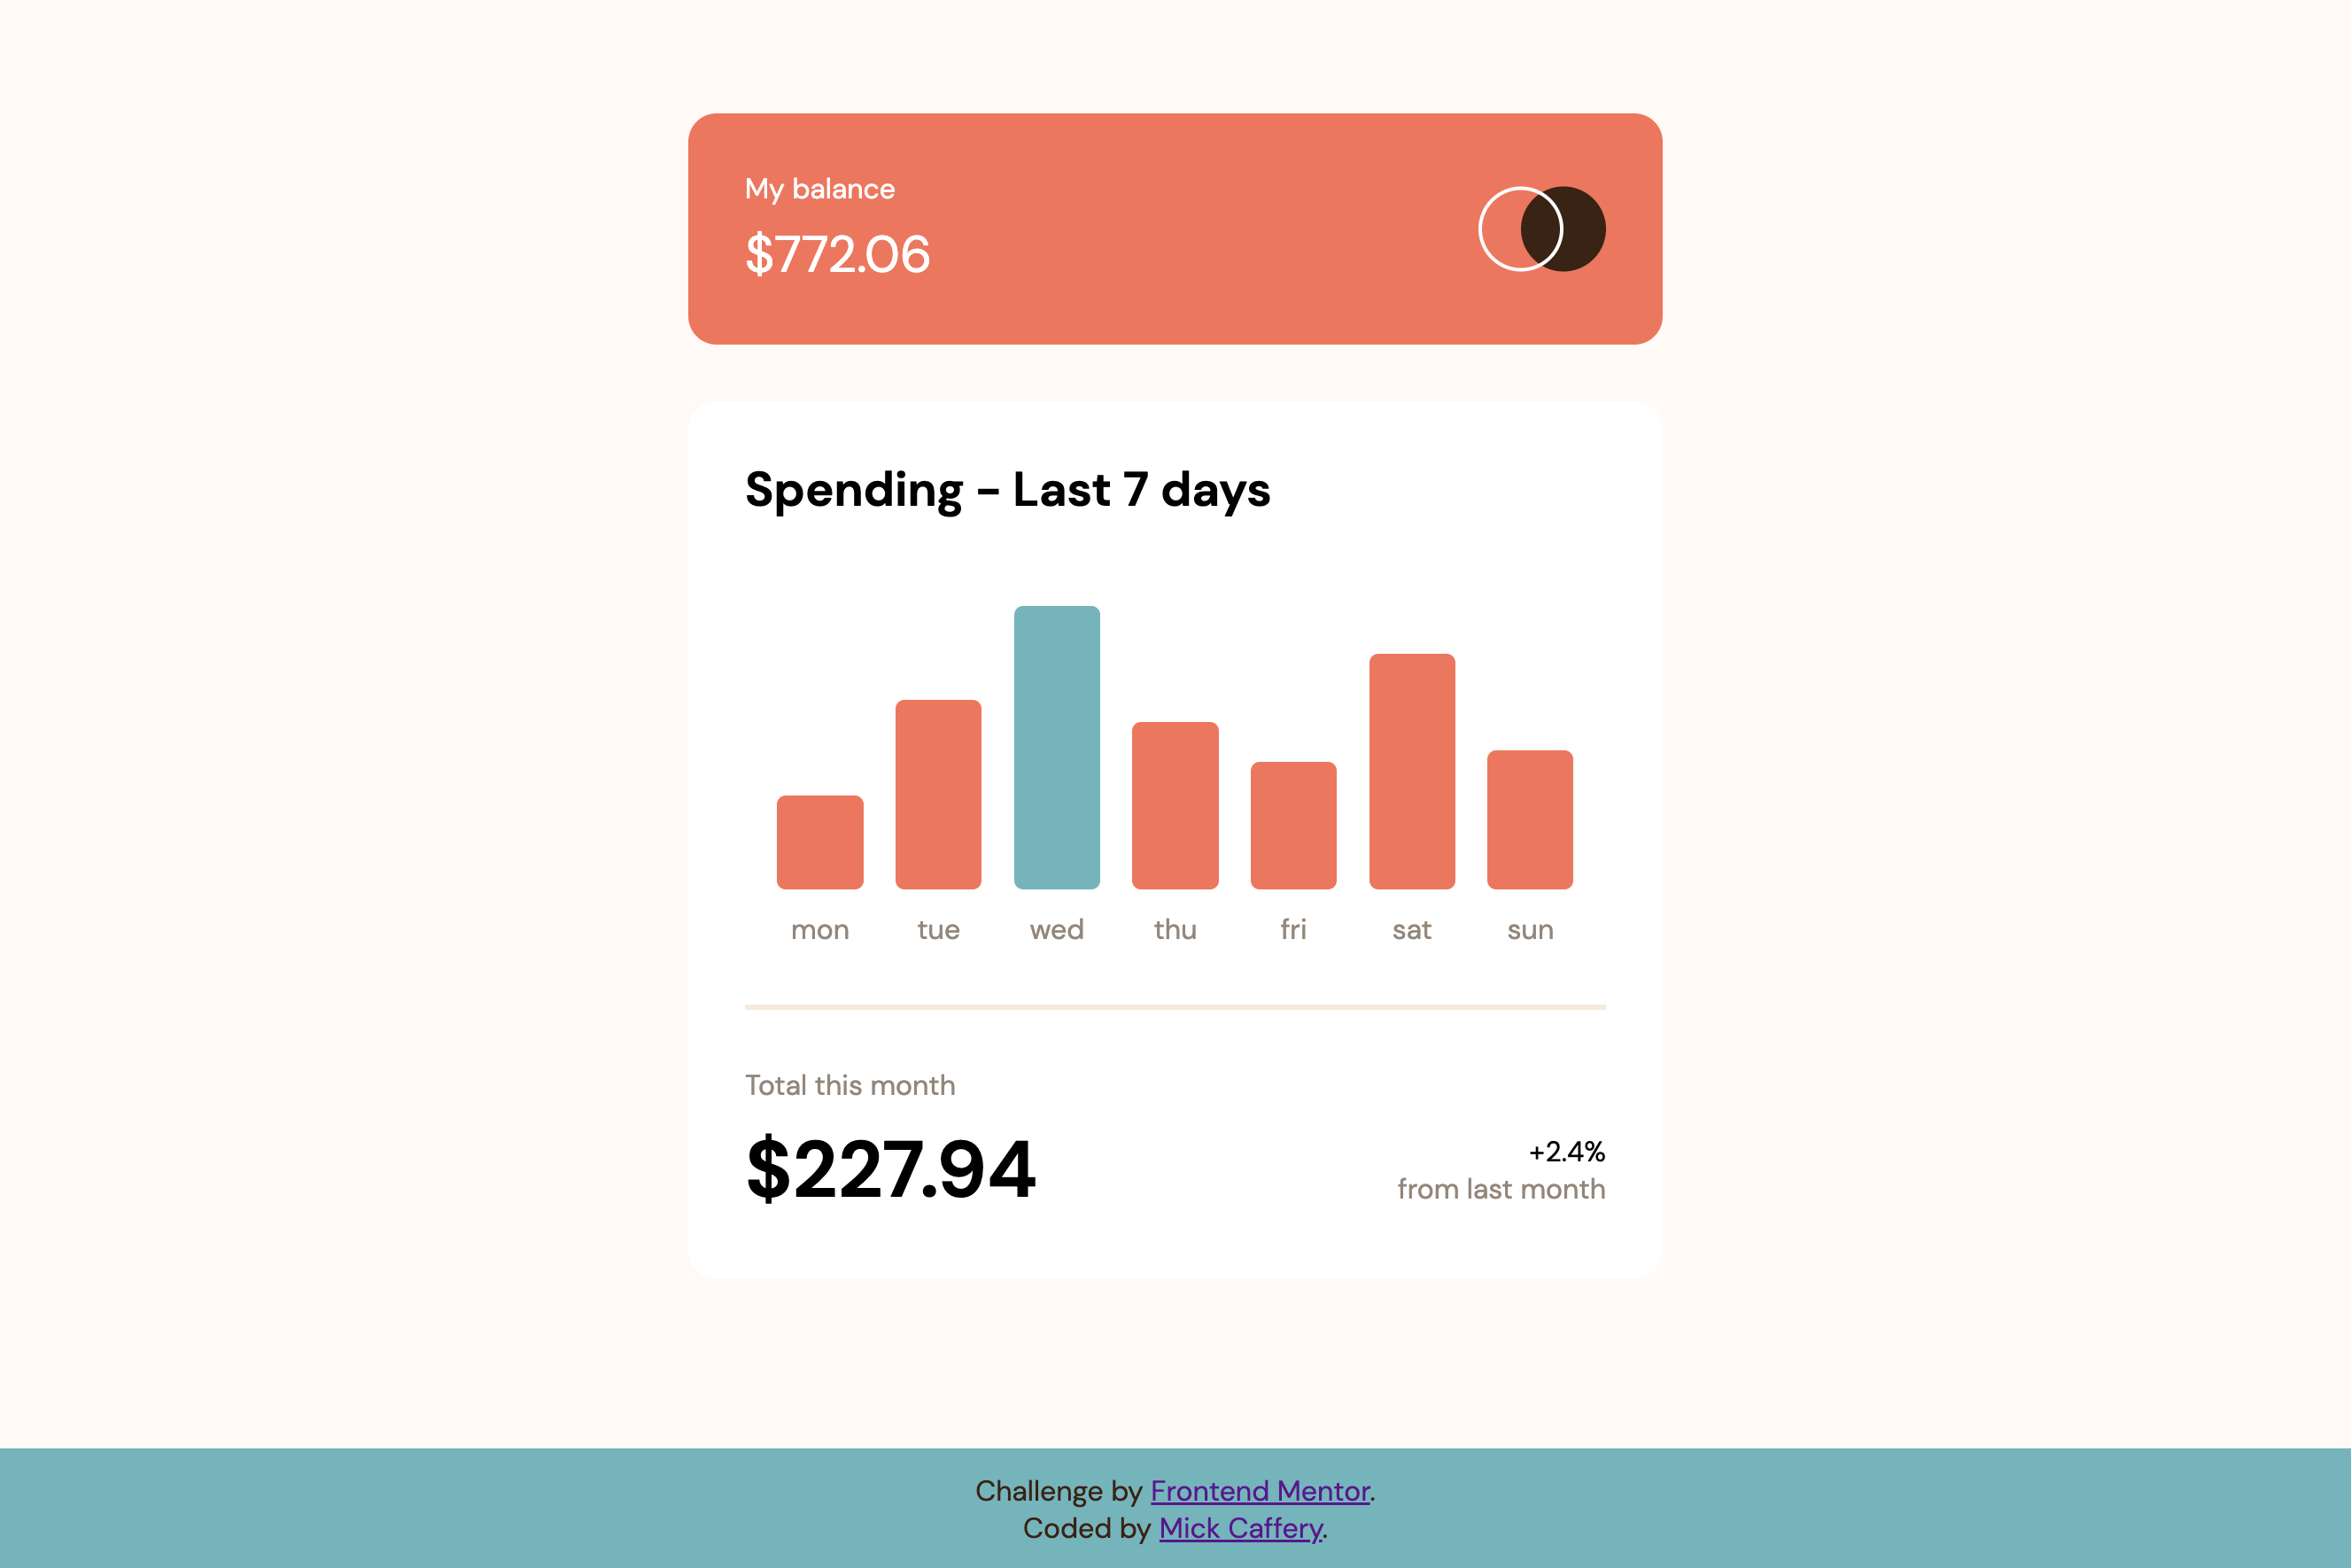 My balance
$772.06
Spending - Last 7 days
mon tue wed thu fri sat sun
Total this month
$227.94
+2.4%
from last month
Challenge by Frontend Mentor.
Coded by Mick Caffery.